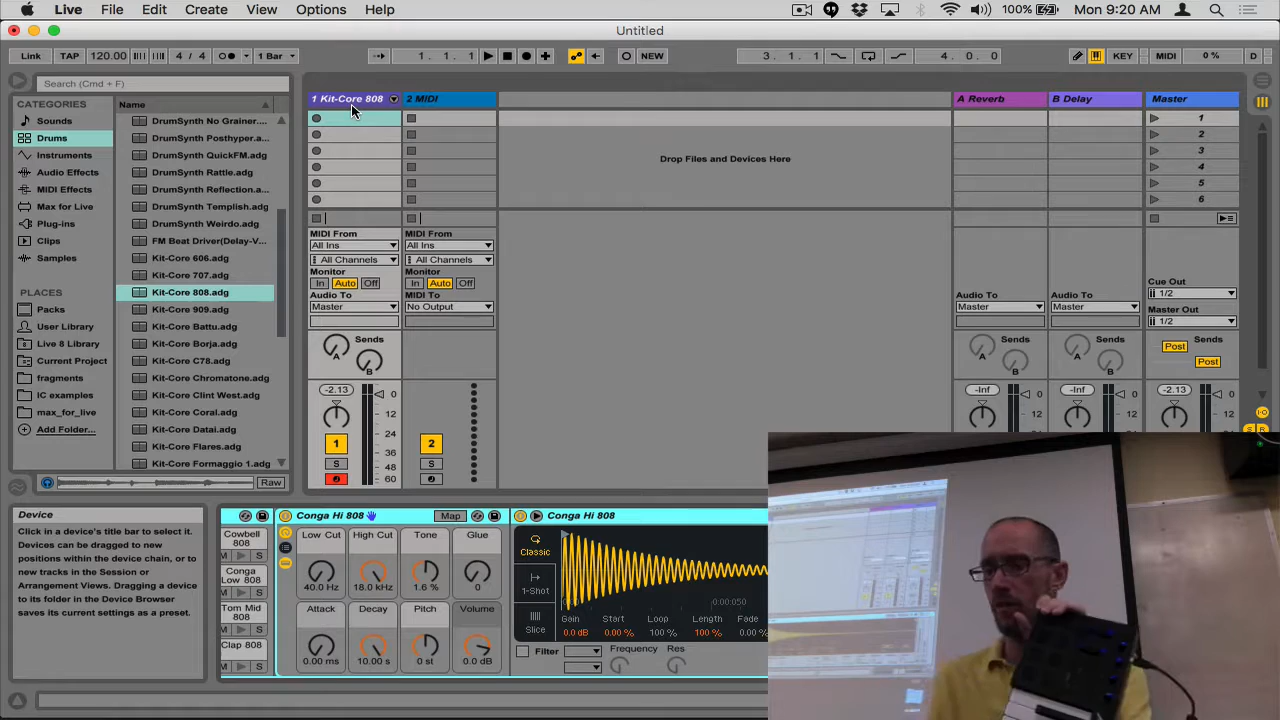 Live File Edit Create View Options Help 100% Mon 9:20 AM
Untitled
Link TAP 120.00 4 / 4 1 Bar 1. 1. 1 NEW 3. 1. 1 4. 0. 0 KEY MIDI 0 % D
Search (Cmd + F)
CATEGORIES
Sounds
Drums
Instruments
Audio Effects
MIDI Effects
Max for Live
Plug-ins
Clips
Samples
PLACES
Packs
User Library
Live 8 Library
Current Project
fragments
IC examples
max_for_live
Add Folder...
Name
DrumSynth No Grainer....
DrumSynth Posthyper.a...
DrumSynth QuickFM.adg
DrumSynth Rattle.adg
DrumSynth Reflection.a...
DrumSynth Templish.adg
DrumSynth Weirdo.adg
FM Beat Driver(Delay-V...
Kit-Core 606.adg
Kit-Core 707.adg
Kit-Core 808.adg
Kit-Core 909.adg
Kit-Core Battu.adg
Kit-Core Borja.adg
Kit-Core C78.adg
Kit-Core Chromatone.adg
Kit-Core Clint West.adg
Kit-Core Coral.adg
Kit-Core Datai.adg
Kit-Core Flares.adg
Kit-Core Formaggio 1.adg
Raw
1 Kit-Core 808 2 MIDI A Reverb B Delay Master
1
2
3
4
5
6
Drop Files and Devices Here
MIDI From MIDI From
All Ins All Ins
All Channels All Channels
Monitor Monitor
In Auto Off In Auto Off
Audio To MIDI To
Master No Output
Audio To Audio To
Master Master
Cue Out
1/2
Master Out
1/2
Sends
A B
Sends
A B
Sends
A B
Post
Post
-2.13 -Inf -Inf -2.13
0
12
24
36
48
60
0
12
0
12
0
12
1 2
S S
Device
Click in a device's title bar to select it.
Devices can be dragged to new
positions within the device chain, or to
new tracks in the Session or
Arrangement Views. Dragging a device
to its folder in the Device Browser
saves its current settings as a preset.
Cowbell
808
M S
Conga
Low 808
M S
Tom Mid
808
M S
Clap 808
M S
Conga Hi 808 Map
Low Cut High Cut Tone Glue
40.0 Hz 18.0 kHz 1.6 % 0
Attack Decay Pitch Volume
0.00 ms 10.00 s 0 st 0.0 dB
Conga Hi 808
Classic
1-Shot
Slice
0:00:050
Gain Start Loop Length Fade
0.0 dB 0.00 % 100 % 100 % 0.00 %
Filter Frequency Res